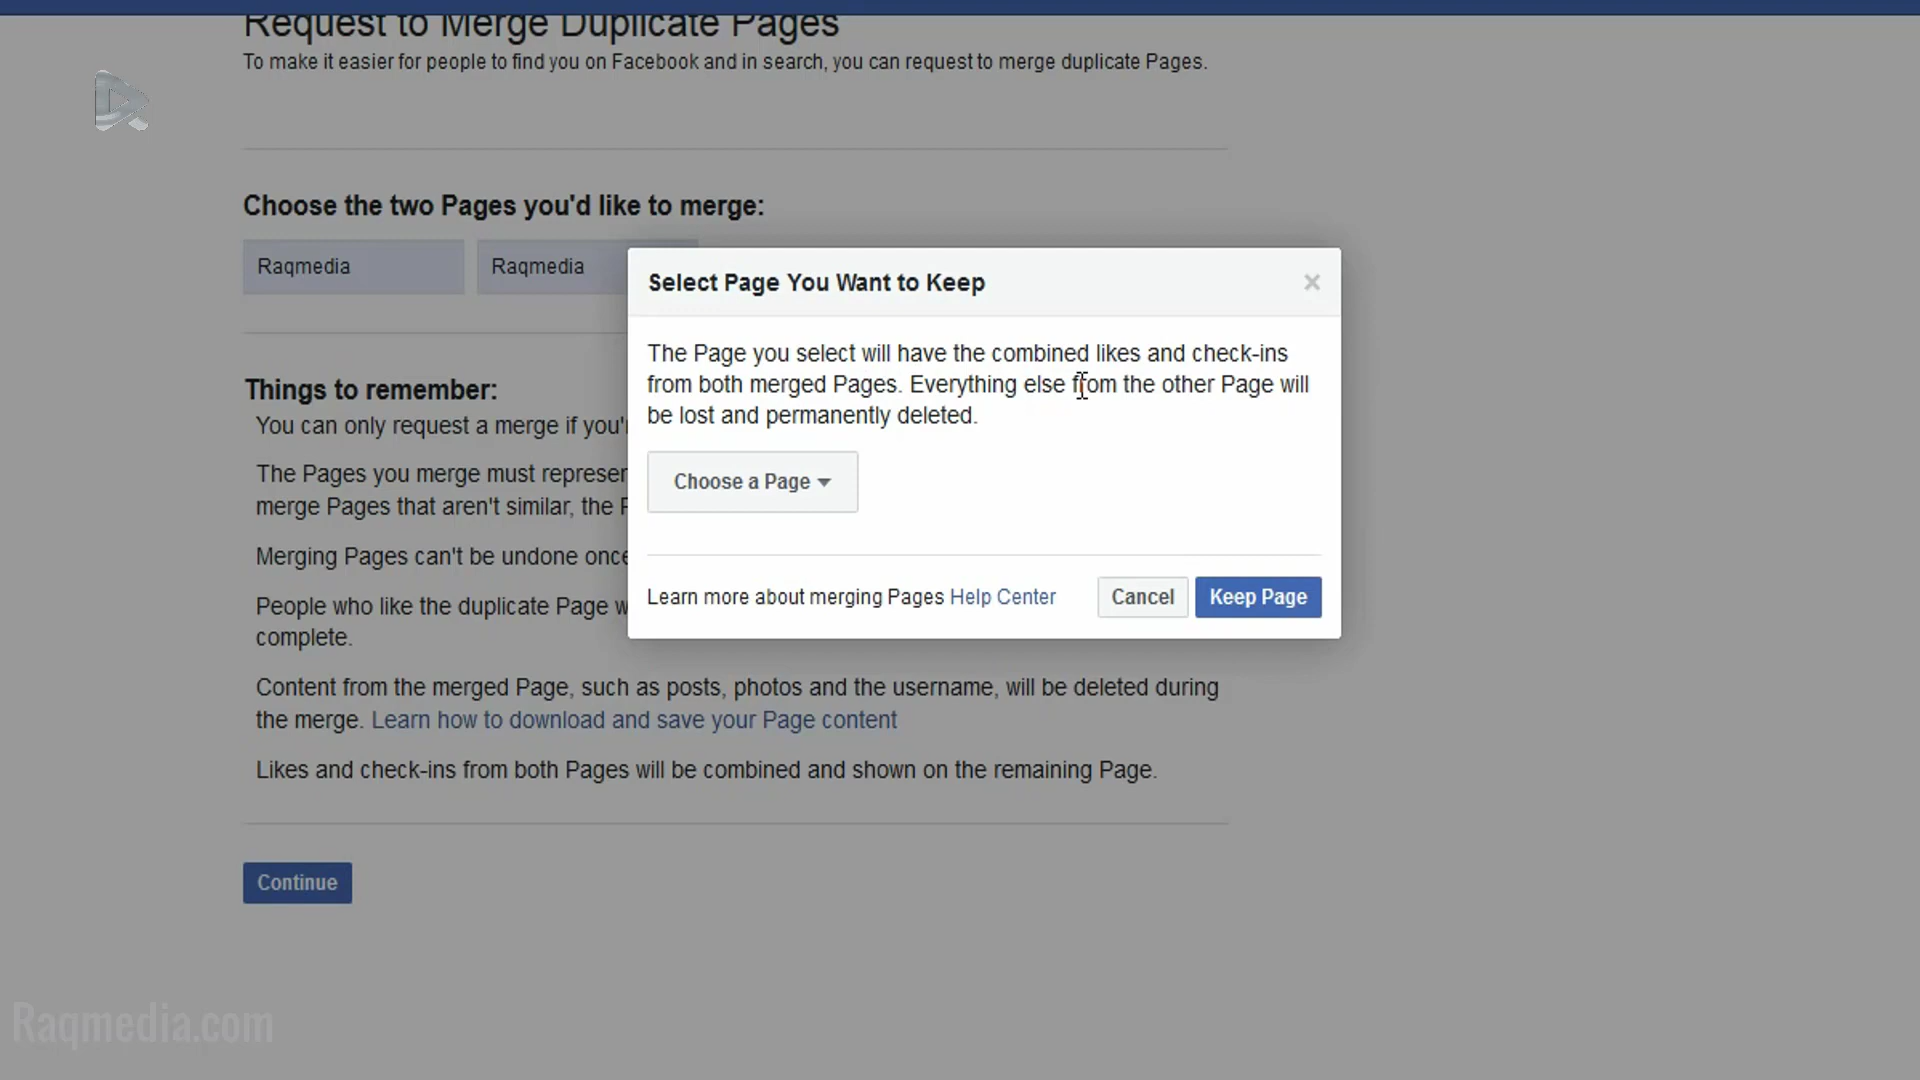 Request to Merge Duplicate Pages
To make it easier for people to find you on Facebook and in search, you can request to merge duplicate Pages.
Choose the two Pages you'd like to merge:
Raqmedia
Raqmedia
Select Page You Want to Keep
The Page you select will have the combined likes and check-ins
from both merged Pages. Everything else from the other Page will
be lost and permanently deleted.
Choose a Page
Learn more about merging Pages Help Center
Cancel
Keep Page
Things to remember:
You can only request a merge if
The Pages you merge must
merge Pages that aren't similar, the
Merging Pages can't be undone
People who like the duplicate Page
complete.
Content from the merged Page, such as posts, photos and the username, will be deleted during
the merge. Learn how to download and save your Page content
Likes and check-ins from both Pages will be combined and shown on the remaining Page.
Continue
Raqmedia.com